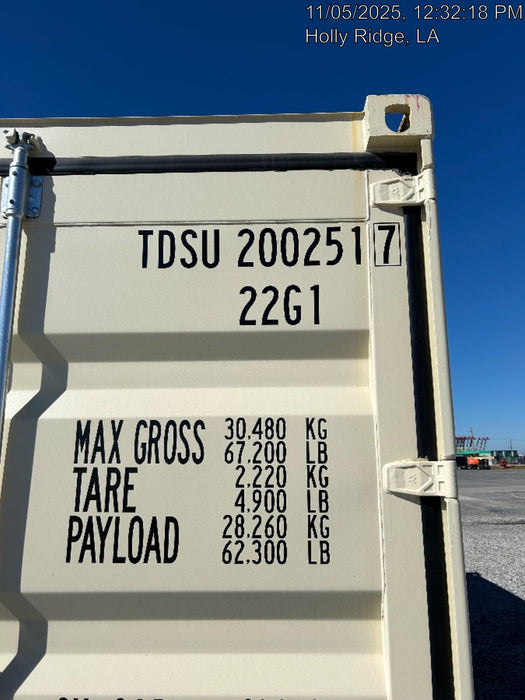 11/05/2025, 12:32:18 PM
Holly Ridge, LA
TDSU 200251 7
22G1
MAX GROSS 30.480 KG
67.200 LB
TARE 2.220 KG
4.900 LB
PAYLOAD 28.260 KG
62.300 LB